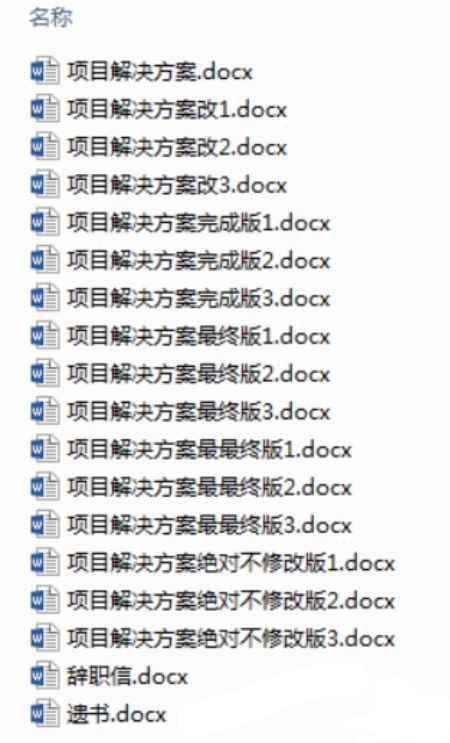 名称
项目解决方案.docx
项目解决方案改1.docx
项目解决方案改2.docx
项目解决方案改3.docx
项目解决方案完成版1.docx
项目解决方案完成版2.docx
项目解决方案完成版3.docx
项目解决方案最终版1.docx
项目解决方案最终版2.docx
项目解决方案最终版3.docx
项目解决方案最最终版1.docx
项目解决方案最最终版2.docx
项目解决方案最最终版3.docx
项目解决方案绝对不修改版1.docx
项目解决方案绝对不修改版2.docx
项目解决方案绝对不修改版3.docx
辞职信.docx
遗书.docx